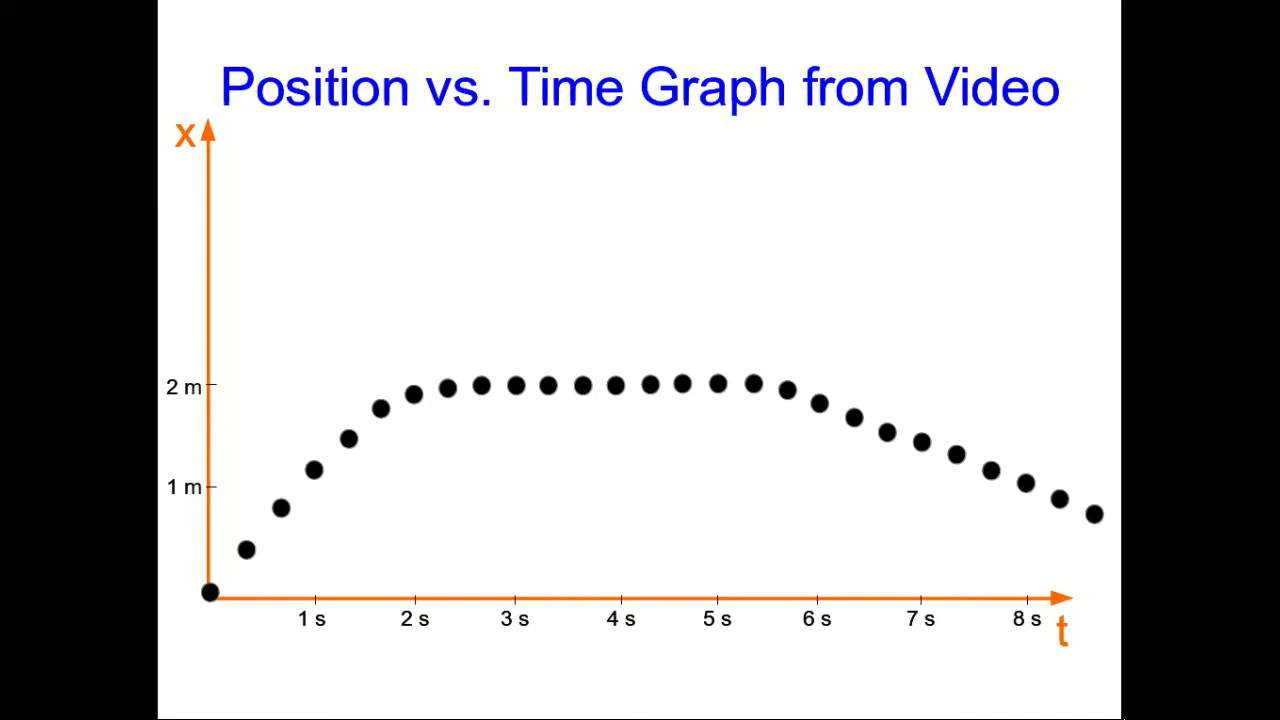 Position vs. Time Graph from Video
x
2 m
1 m
1 s 2 s 3 s 4 s 5 s 6 s 7 s 8 s
t